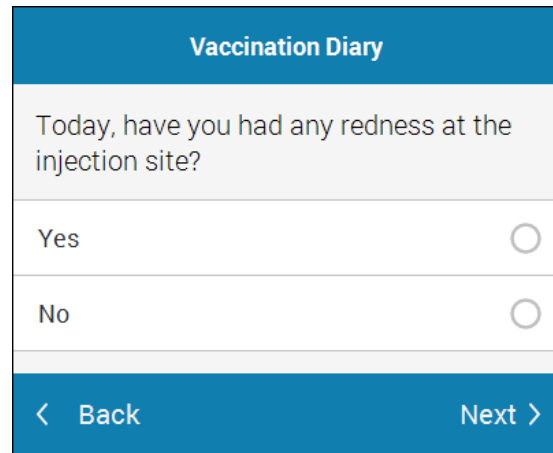 Vaccination Diary
Today, have you had any redness at the
injection site?
Yes
No
Back
Next